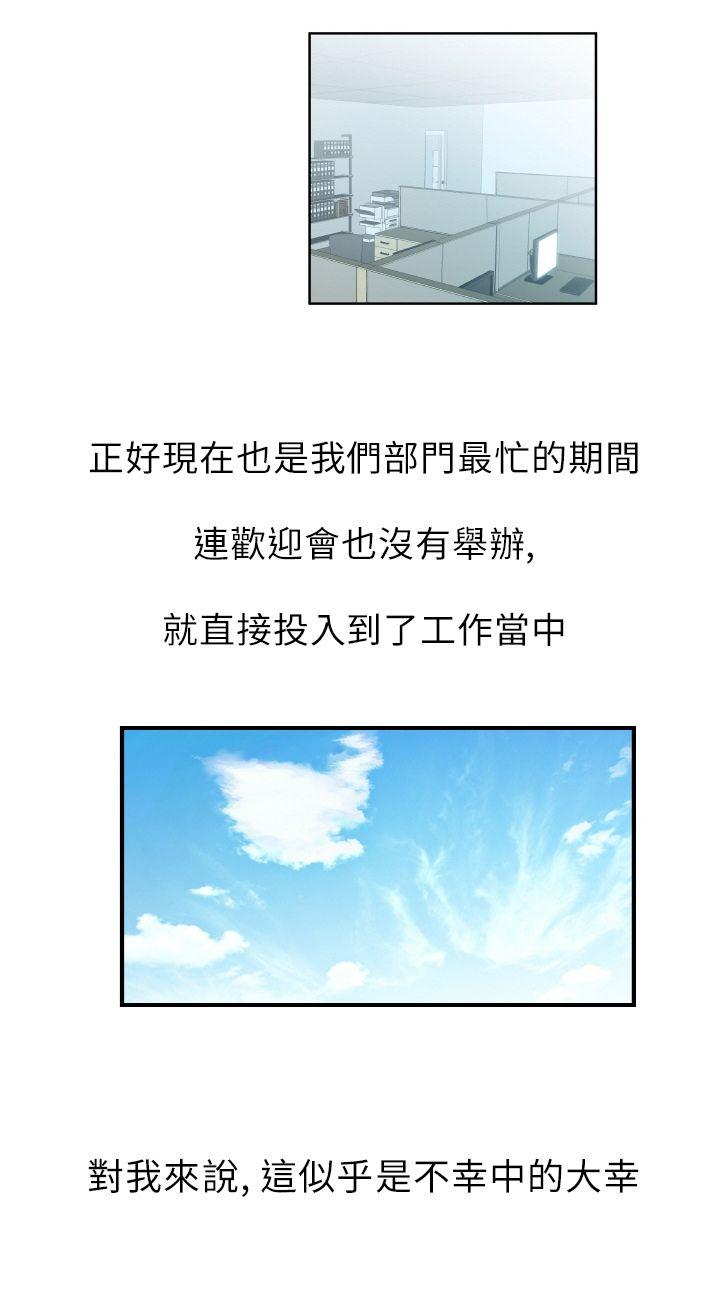 正好現在也是我們部門最忙的期間
連歡迎會也沒有舉辦,
就直接投入到了工作當中
對我來說, 這似乎是不幸中的大幸